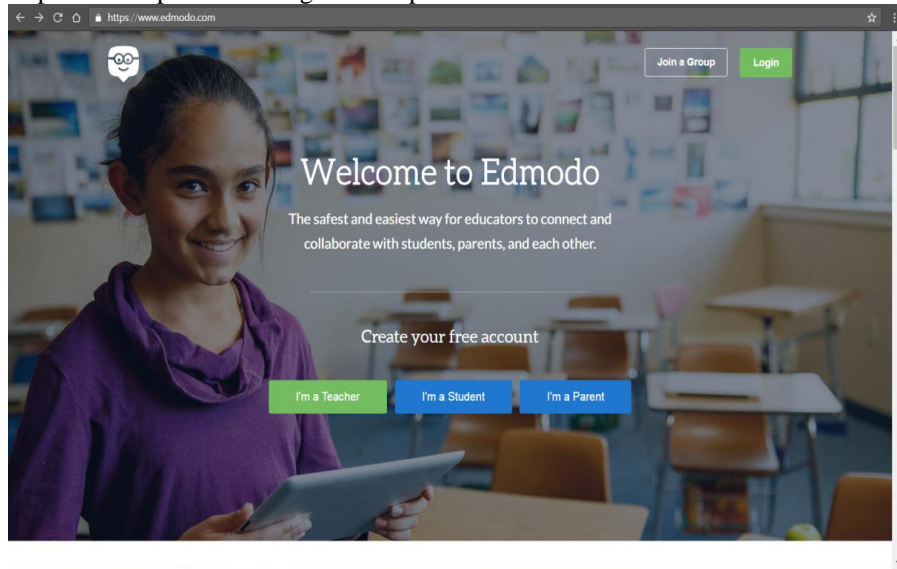 https://www.edmodo.com
Join a Group
Login
Welcome to Edmodo
The safest and easiest way for educators to connect and
collaborate with students, parents, and each other.
Create your free account
I'm a Teacher
I'm a Student
I'm a Parent